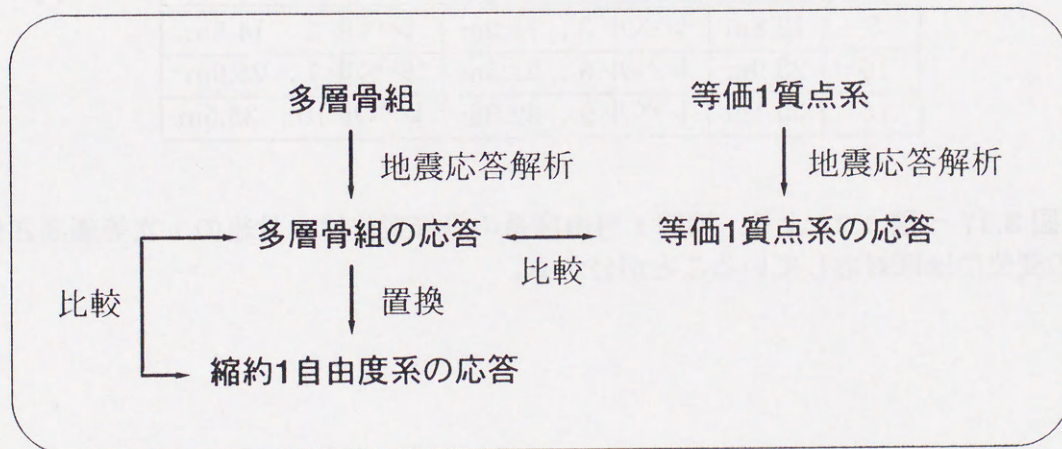 多層骨組
等価1質点系
地震応答解析
地震応答解析
多層骨組の応答
等価1質点系の応答
比較
比較
置換
縮約1自由度系の応答